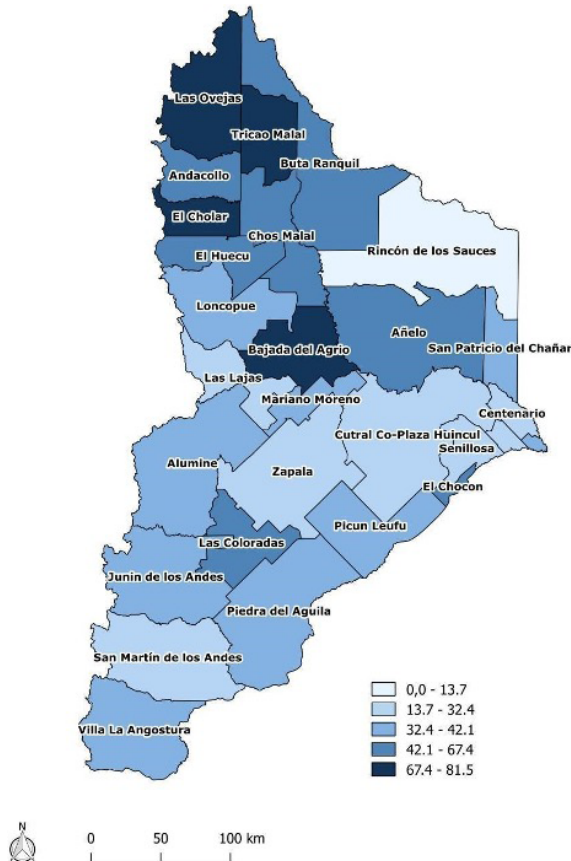 Las Ovejas
Tricao Malal
Buta Ranquil
Andacollo
El Cholar
Chos Malal
El Huecu
Rincón de los Sauces
Loncopue
Añelo
Bajada del Agrio
San Patricio del Chañar
Las Lajas
Mariano Moreno
Centenario
Cutral Co-Plaza Huincul
Senillosa
Alumine
Zapala
El Chocon
Picun Leufu
Las Coloradas
Junin de los Andes
Piedra del Aguila
San Martín de los Andes
Villa La Angostura
0,0 - 13.7
13.7 - 32.4
32.4 - 42.1
42.1 - 67.4
67.4 - 81.5
N
0 50 100 km